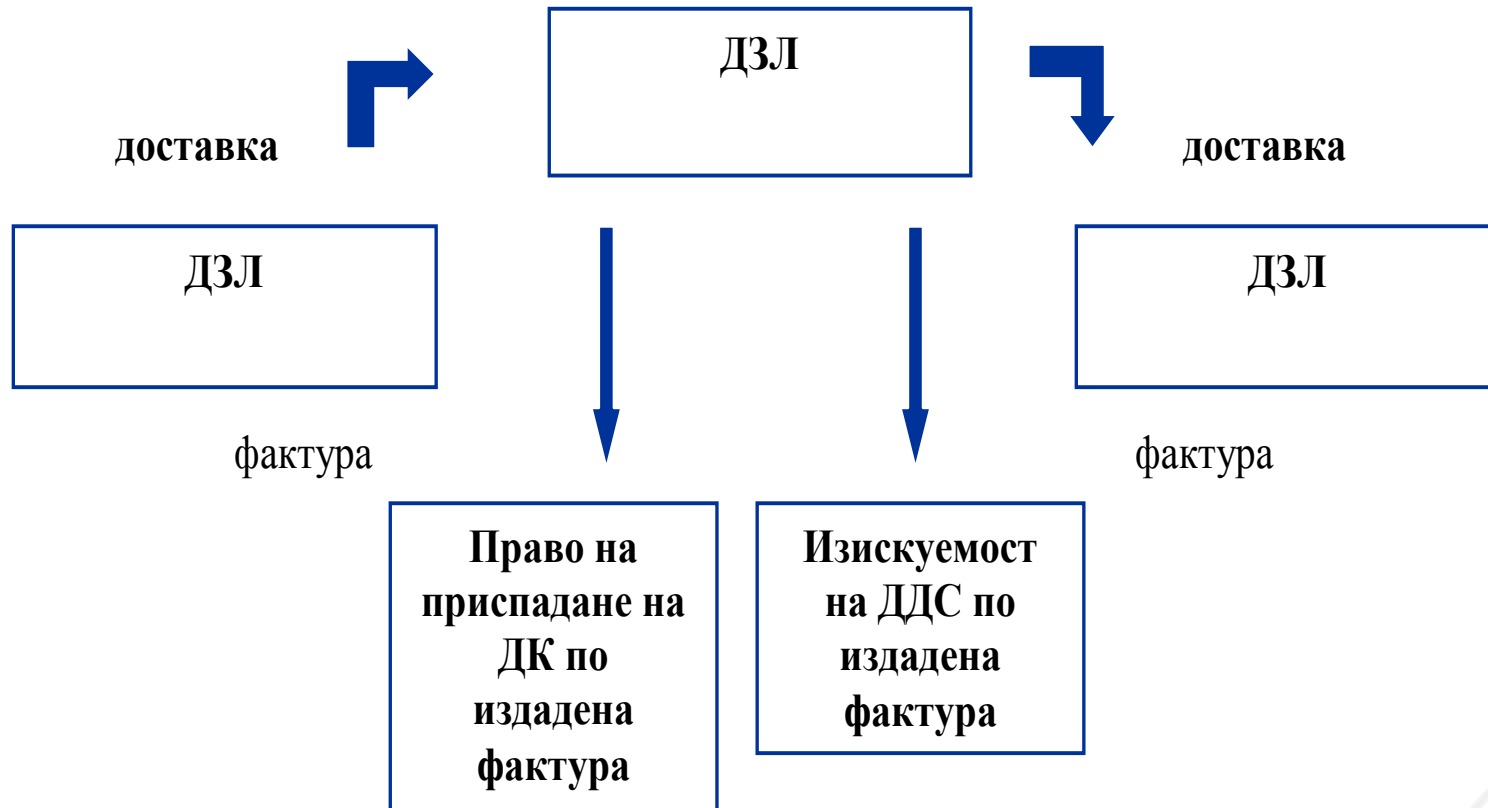 ДЗЛ
доставка
доставка
ДЗЛ
ДЗЛ
фактура
фактура
Право на
приспадане на
ДК по
издадена
фактура
Изискуемост
на ДДС по
издадена
фактура